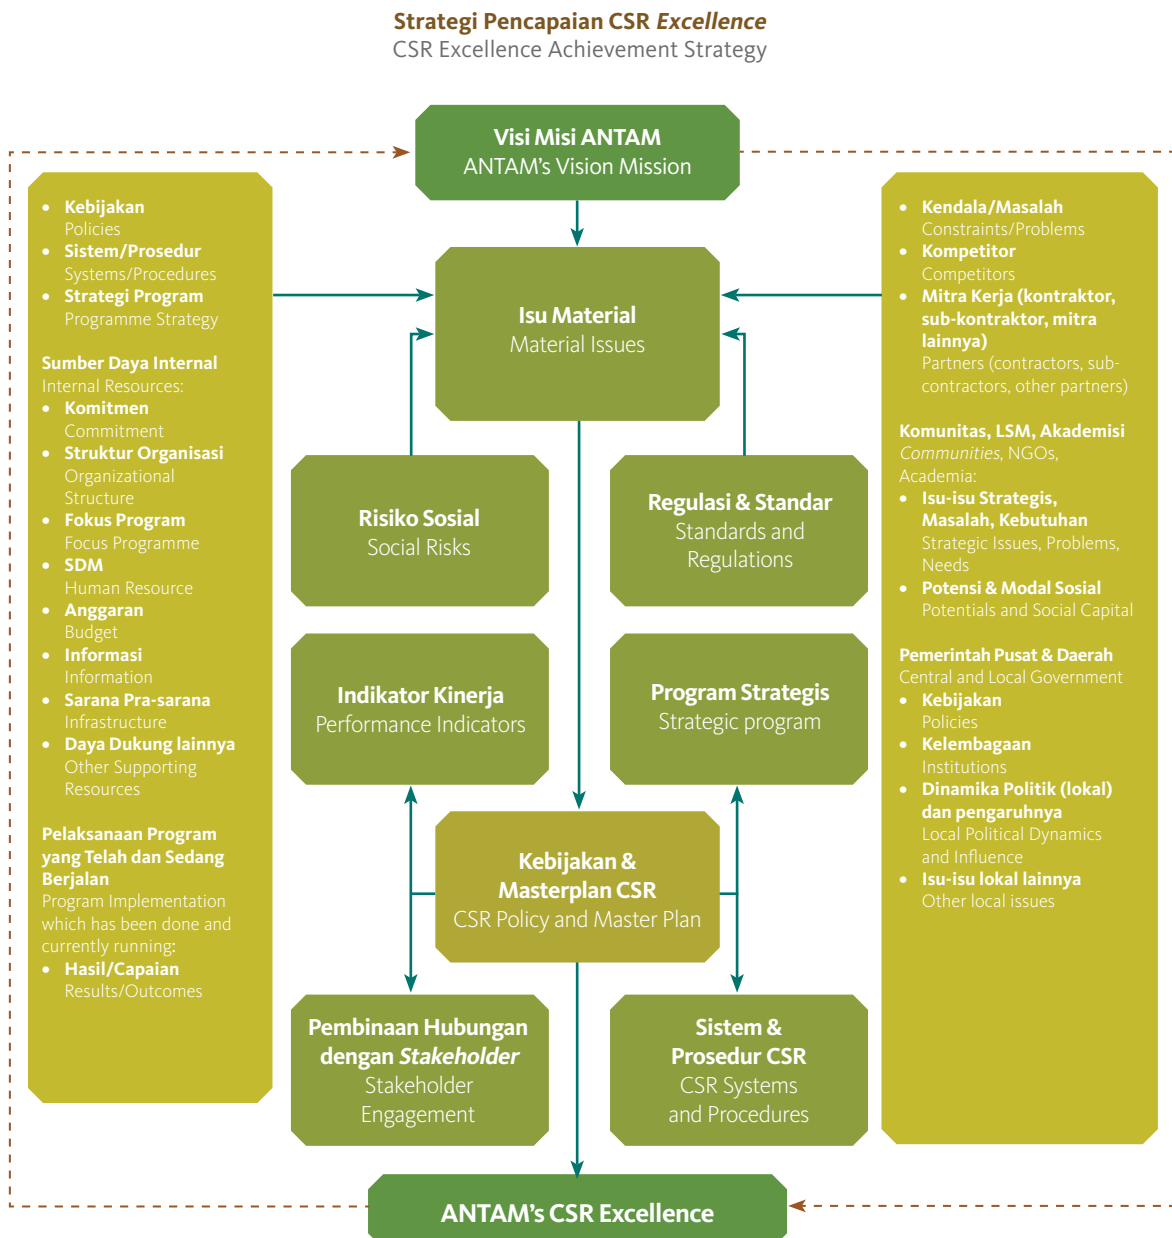 Strategi Pencapaian CSR Excellence
CSR Excellence Achievement Strategy
Visi Misi ANTAM
ANTAM's Vision Mission
• Kebijakan
Policies
• Sistem/Prosedur
Systems/Procedures
• Strategi Program
Programme Strategy
Sumber Daya Internal
Internal Resources:
• Komitmen
Commitment
• Struktur Organisasi
Organizational
Structure
• Fokus Program
Focus Programme
• SDM
Human Resource
• Anggaran
Budget
• Informasi
Information
• Sarana Pra-sarana
Infrastructure
• Daya Dukung lainnya
Other Supporting
Resources
Pelaksanaan Program
yang Telah dan Sedang
Berjalan
Program Implementation
which has been done and
currently running:
• Hasil/Capaian
Results/Outcomes
Isu Material
Material Issues
Risiko Sosial
Social Risks
Regulasi & Standar
Standards and
Regulations
Indikator Kinerja
Performance Indicators
Program Strategis
Strategic program
Kebijakan &
Masterplan CSR
CSR Policy and Master Plan
Pembinaan Hubungan
dengan Stakeholder
Stakeholder
Engagement
Sistem &
Prosedur CSR
CSR Systems
and Procedures
• Kendala/Masalah
Constraints/Problems
• Kompetitor
Competitors
• Mitra Kerja (kontraktor,
sub-kontraktor, mitra
lainnya)
Partners (contractors, sub-
contractors, other partners)
Komunitas, LSM, Akademisi
Communities, NGOs,
Academia:
• Isu-isu Strategis,
Masalah, Kebutuhan
Strategic Issues, Problems,
Needs
• Potensi & Modal Sosial
Potentials and Social Capital
Pemerintah Pusat & Daerah
Central and Local Government
• Kebijakan
Policies
• Kelembagaan
Institutions
• Dinamika Politik (lokal)
dan pengaruhnya
Local Political Dynamics
and Influence
• Isu-isu lokal lainnya
Other local issues
ANTAM's CSR Excellence